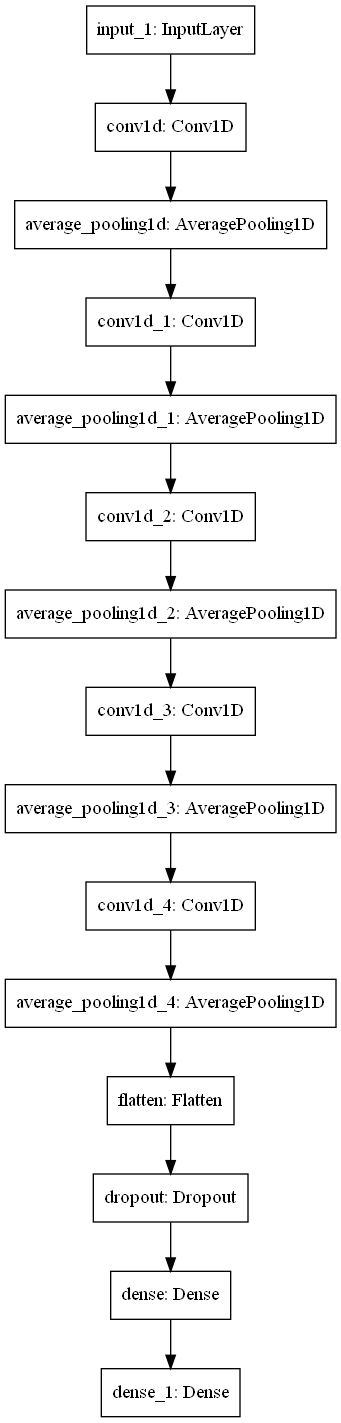 input_1: InputLayer
conv1d: Conv1D
average_pooling1d: AveragePooling1D
conv1d_1: Conv1D
average_pooling1d_1: AveragePooling1D
conv1d_2: Conv1D
average_pooling1d_2: AveragePooling1D
conv1d_3: Conv1D
average_pooling1d_3: AveragePooling1D
conv1d_4: Conv1D
average_pooling1d_4: AveragePooling1D
flatten: Flatten
dropout: Dropout
dense: Dense
dense_1: Dense